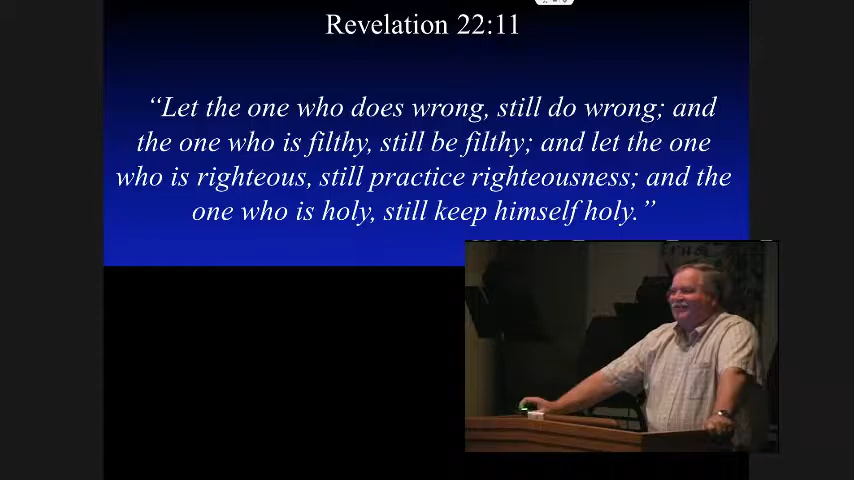 Revelation 22:11
“Let the one who does wrong, still do wrong; and
the one who is filthy, still be filthy; and let the one
who is righteous, still practice righteousness; and the
one who is holy, still keep himself holy.”